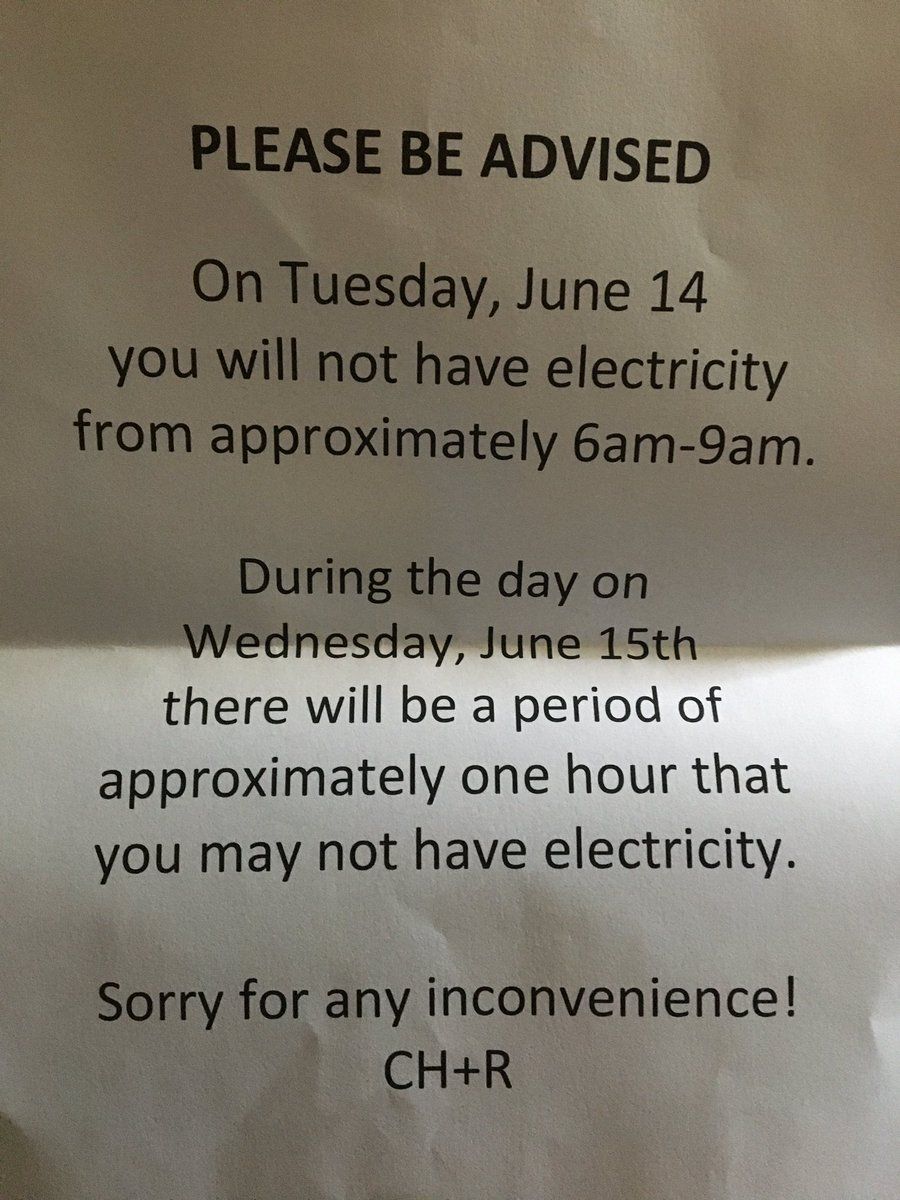 PLEASE BE ADVISED
On Tuesday, June 14
you will not have electricity
from approximately 6am-9am.
During the day on
Wednesday, June 15th
there will be a period of
approximately one hour that
you may not have electricity.
Sorry for any inconvenience!
CH+R